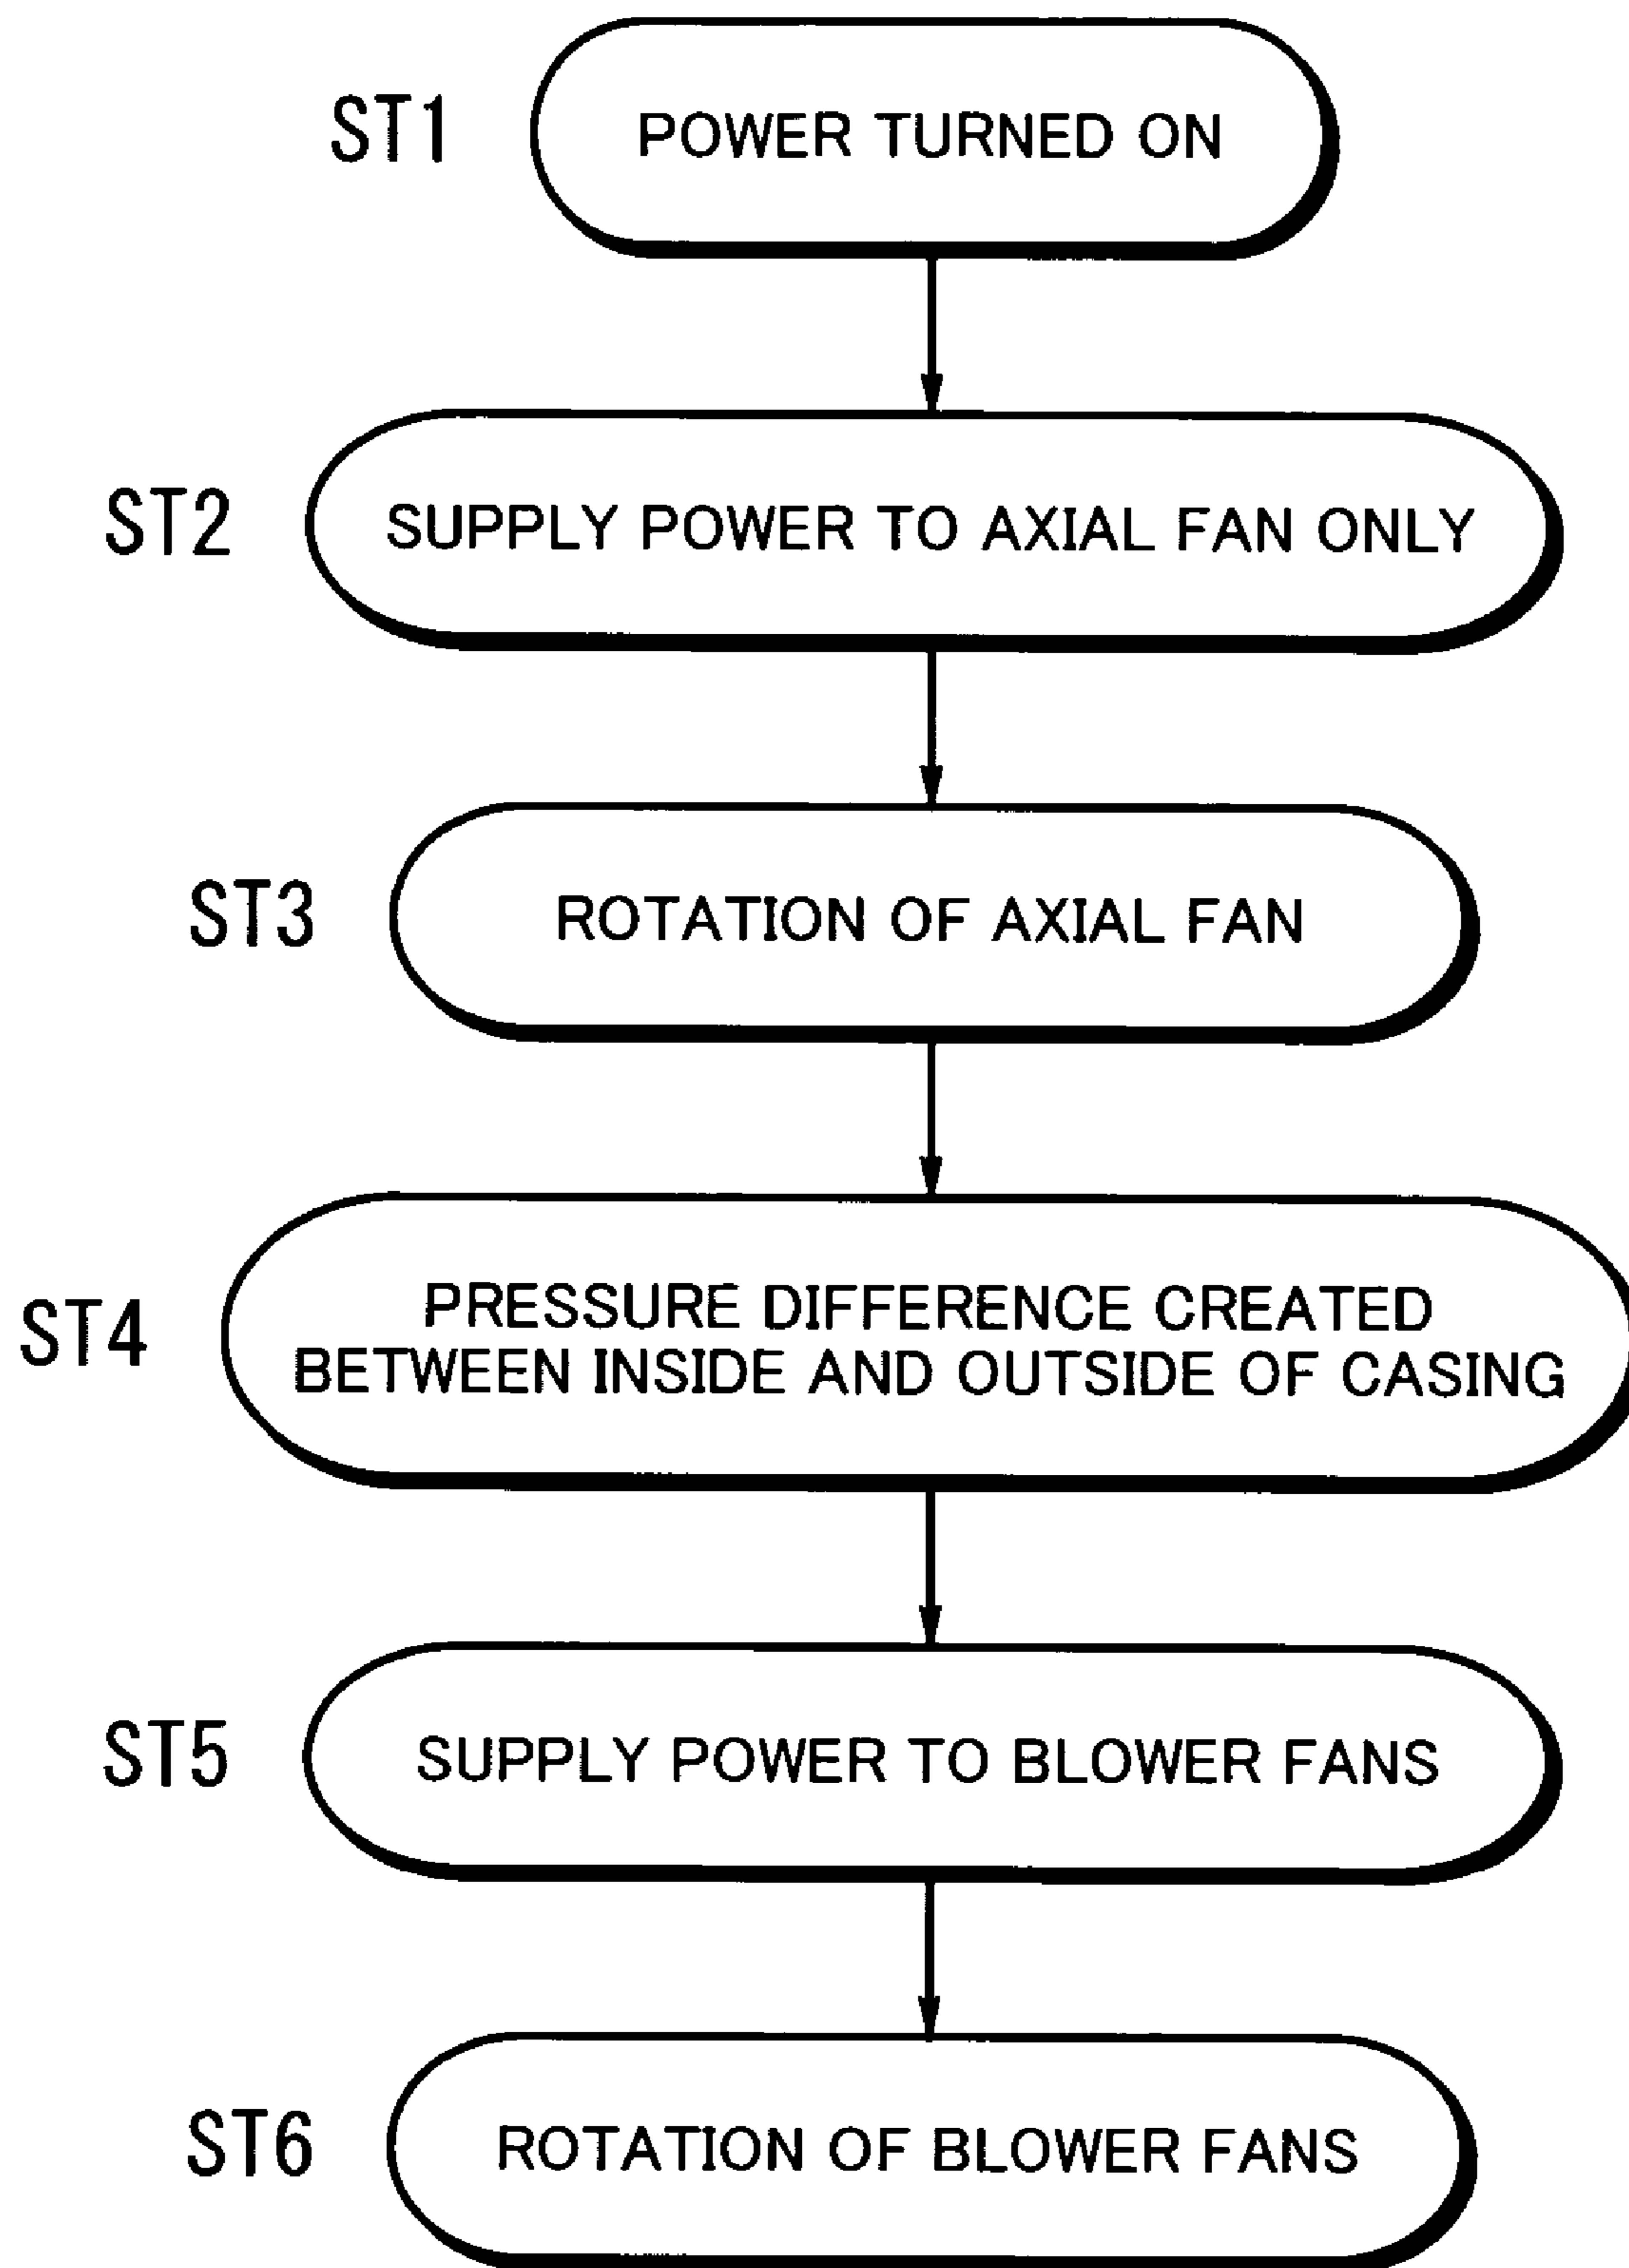 ST1 POWER TURNED ON
ST2 SUPPLY POWER TO AXIAL FAN ONLY
ST3 ROTATION OF AXIAL FAN
ST4 PRESSURE DIFFERENCE CREATED
BETWEEN INSIDE AND OUTSIDE OF CASING
ST5 SUPPLY POWER TO BLOWER FANS
ST6 ROTATION OF BLOWER FANS